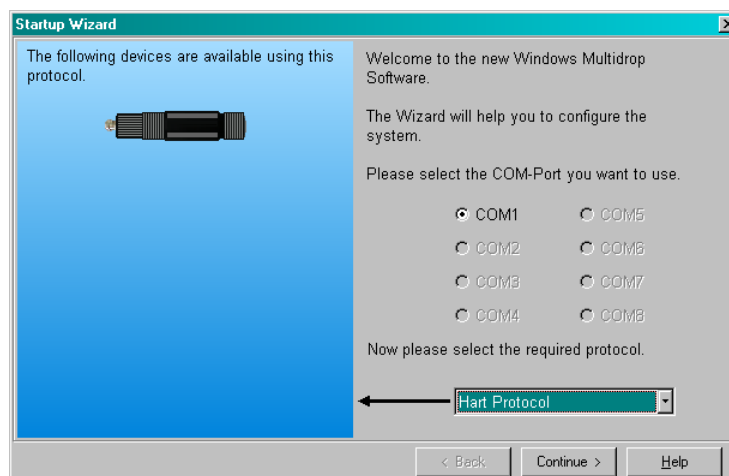 Startup Wizard
The following devices are available using this
protocol.
Welcome to the new Windows Multidrop
Software.
The Wizard will help you to configure the
system.
Please select the COM-Port you want to use.
COM1 COM5
COM2 COM6
COM3 COM7
COM4 COM8
Now please select the required protocol.
Hart Protocol
< Back Continue > Help